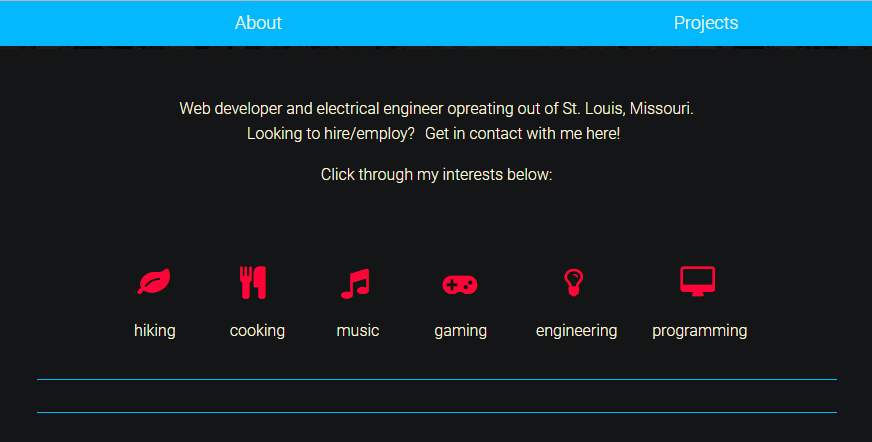 About Projects
Web developer and electrical engineer opreating out of St. Louis, Missouri.
Looking to hire/employ? Get in contact with me here!
Click through my interests below:
hiking cooking music gaming engineering programming